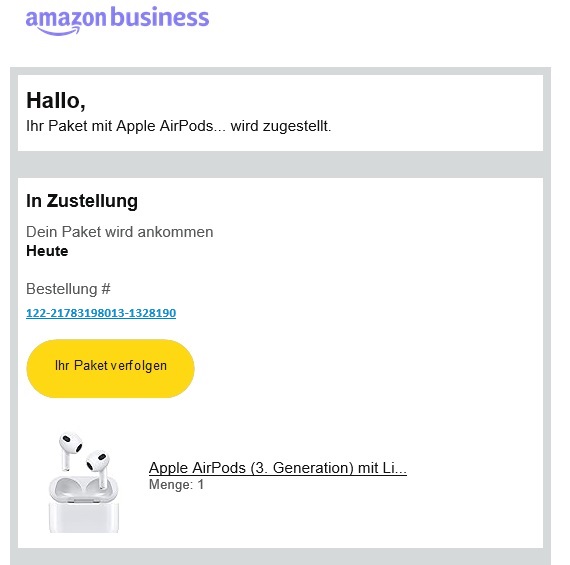 amazon business
Hallo,
Ihr Paket mit Apple AirPods... wird zugestellt.
In Zustellung
Dein Paket wird ankommen
Heute
Bestellung #
122-21783198013-1328190
Ihr Paket verfolgen
Apple AirPods (3. Generation) mit Li...
Menge: 1